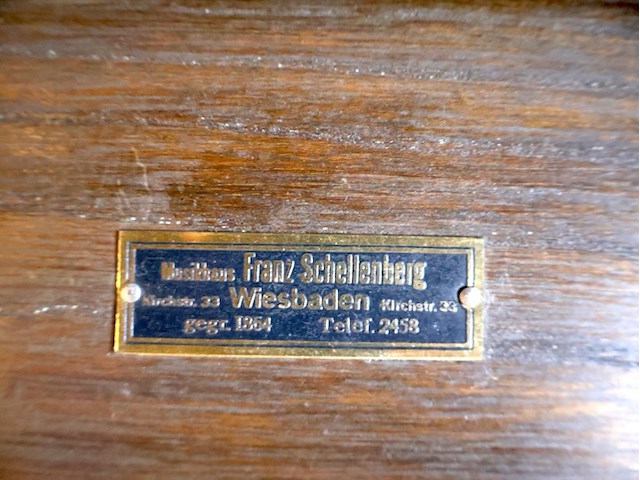 Musikhaus Franz Schellenberg
Kirchstr. 33 Wiesbaden Kirchstr. 33
gegr. 1864 Telef. 2458